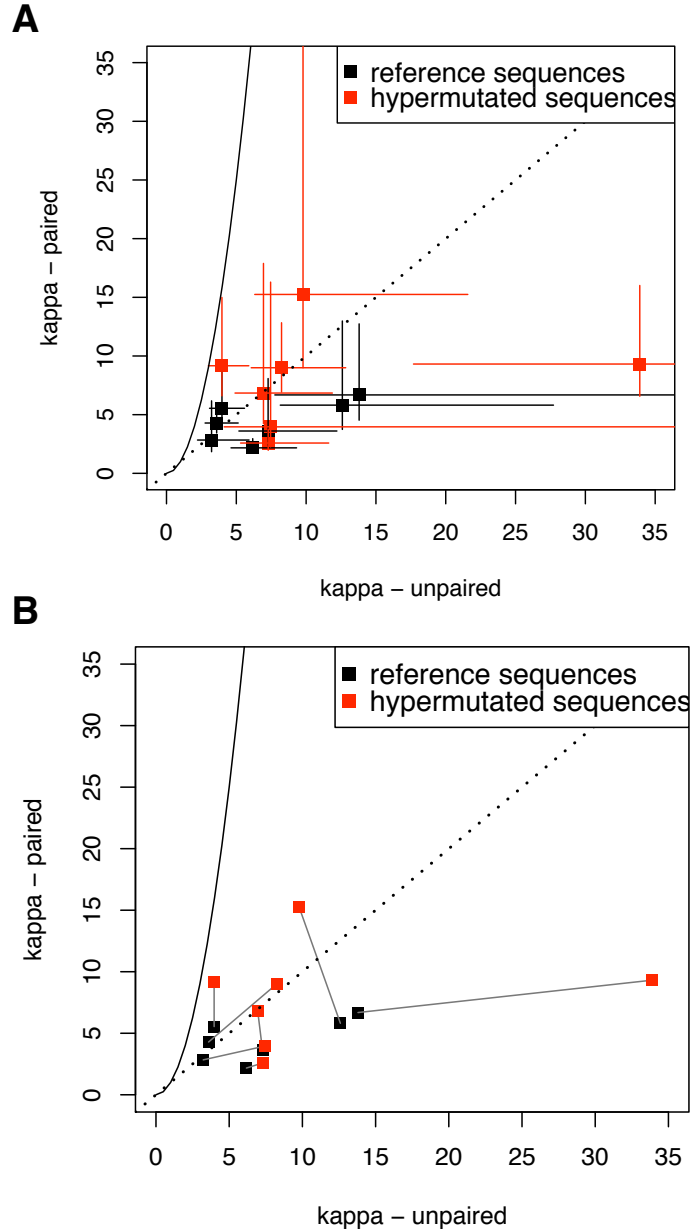 A
reference sequences
hypermutated sequences
35
30
25
20
15
10
5
0
kappa – paired
0 5 10 15 20 25 30 35
kappa – unpaired
B
reference sequences
hypermutated sequences
35
30
25
20
15
10
5
0
kappa – paired
0 5 10 15 20 25 30 35
kappa – unpaired